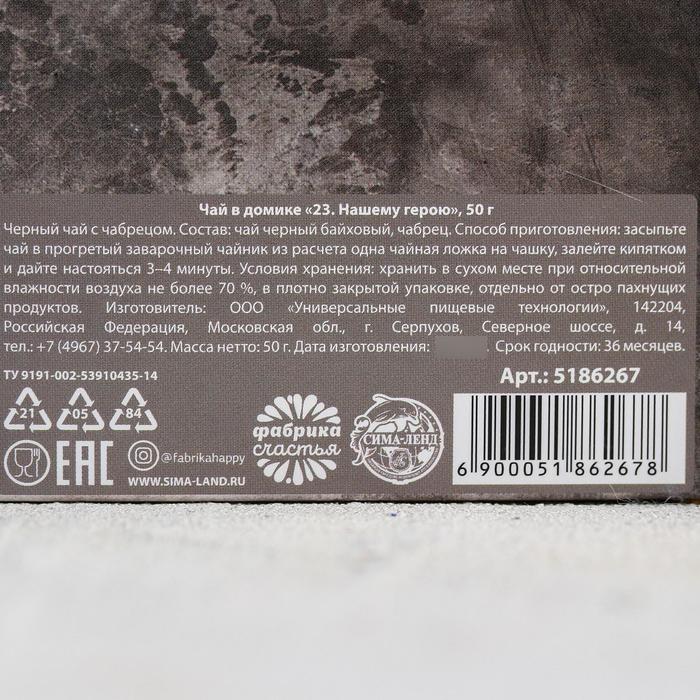 Чай в домике «23. Нашему герою», 50 г
Черный чай с чабрецом. Состав: чай черный байховый, чабрец. Способ приготовления: засыпьте
чай в прогретый заварочный чайник из расчета одна чайная ложка на чашку, залейте кипятком
и дайте настояться 3–4 минуты. Условия хранения: хранить в сухом месте при относительной
влажности воздуха не более 70 %, в плотно закрытой упаковке, отдельно от остро пахнущих
продуктов. Изготовитель: ООО «Универсальные пищевые технологии», 142204,
Российская Федерация, Московская обл., г. Серпухов, Северное шоссе, д. 14,
тел.: +7 (4967) 37-54-54. Масса нетто: 50 г. Дата изготовления: Срок годности: 36 месяцев.
ТУ 9191-002-53910435-14
Арт.: 5186267
21 05 84
фабрика
счастья
СИМА-ЛЕНД
EAC
@fabrikahappy
WWW.SIMA-LAND.RU
6 900051 862678